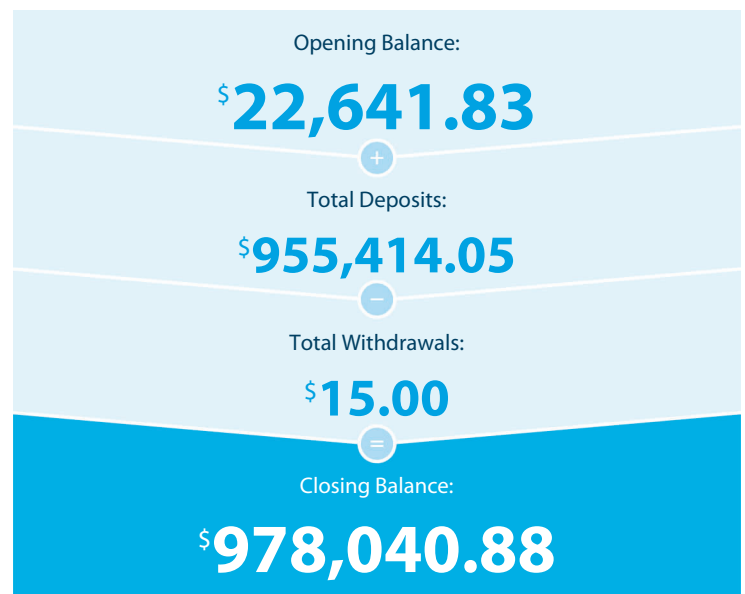 Opening Balance:
$22,641.83
+
Total Deposits:
$955,414.05
−
Total Withdrawals:
$15.00
=
Closing Balance:
$978,040.88